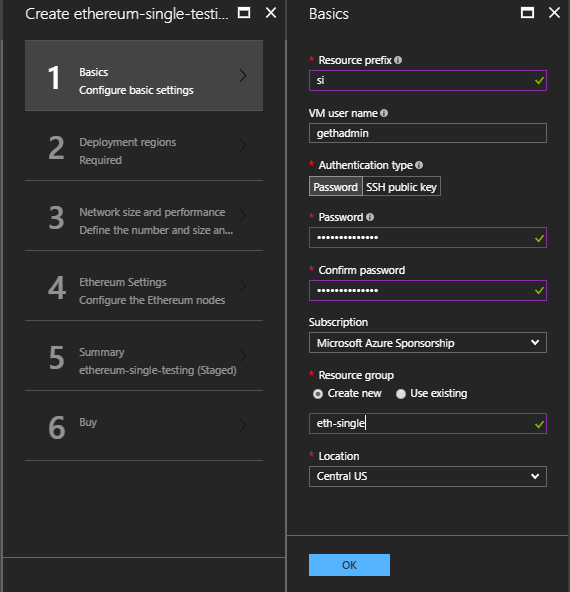 Create ethereum-single-testi...
1
Basics
Configure basic settings
2
Deployment regions
Required
3
Network size and performance
Define the number and size an...
4
Ethereum Settings
Configure the Ethereum nodes
5
Summary
ethereum-single-testing (Staged)
6
Buy
Basics
* Resource prefix
si
VM user name
gethadmin
* Authentication type
Password SSH public key
* Password
••••••••••••••
* Confirm password
••••••••••••••
Subscription
Microsoft Azure Sponsorship
* Resource group
Create new Use existing
eth-single
* Location
Central US
OK